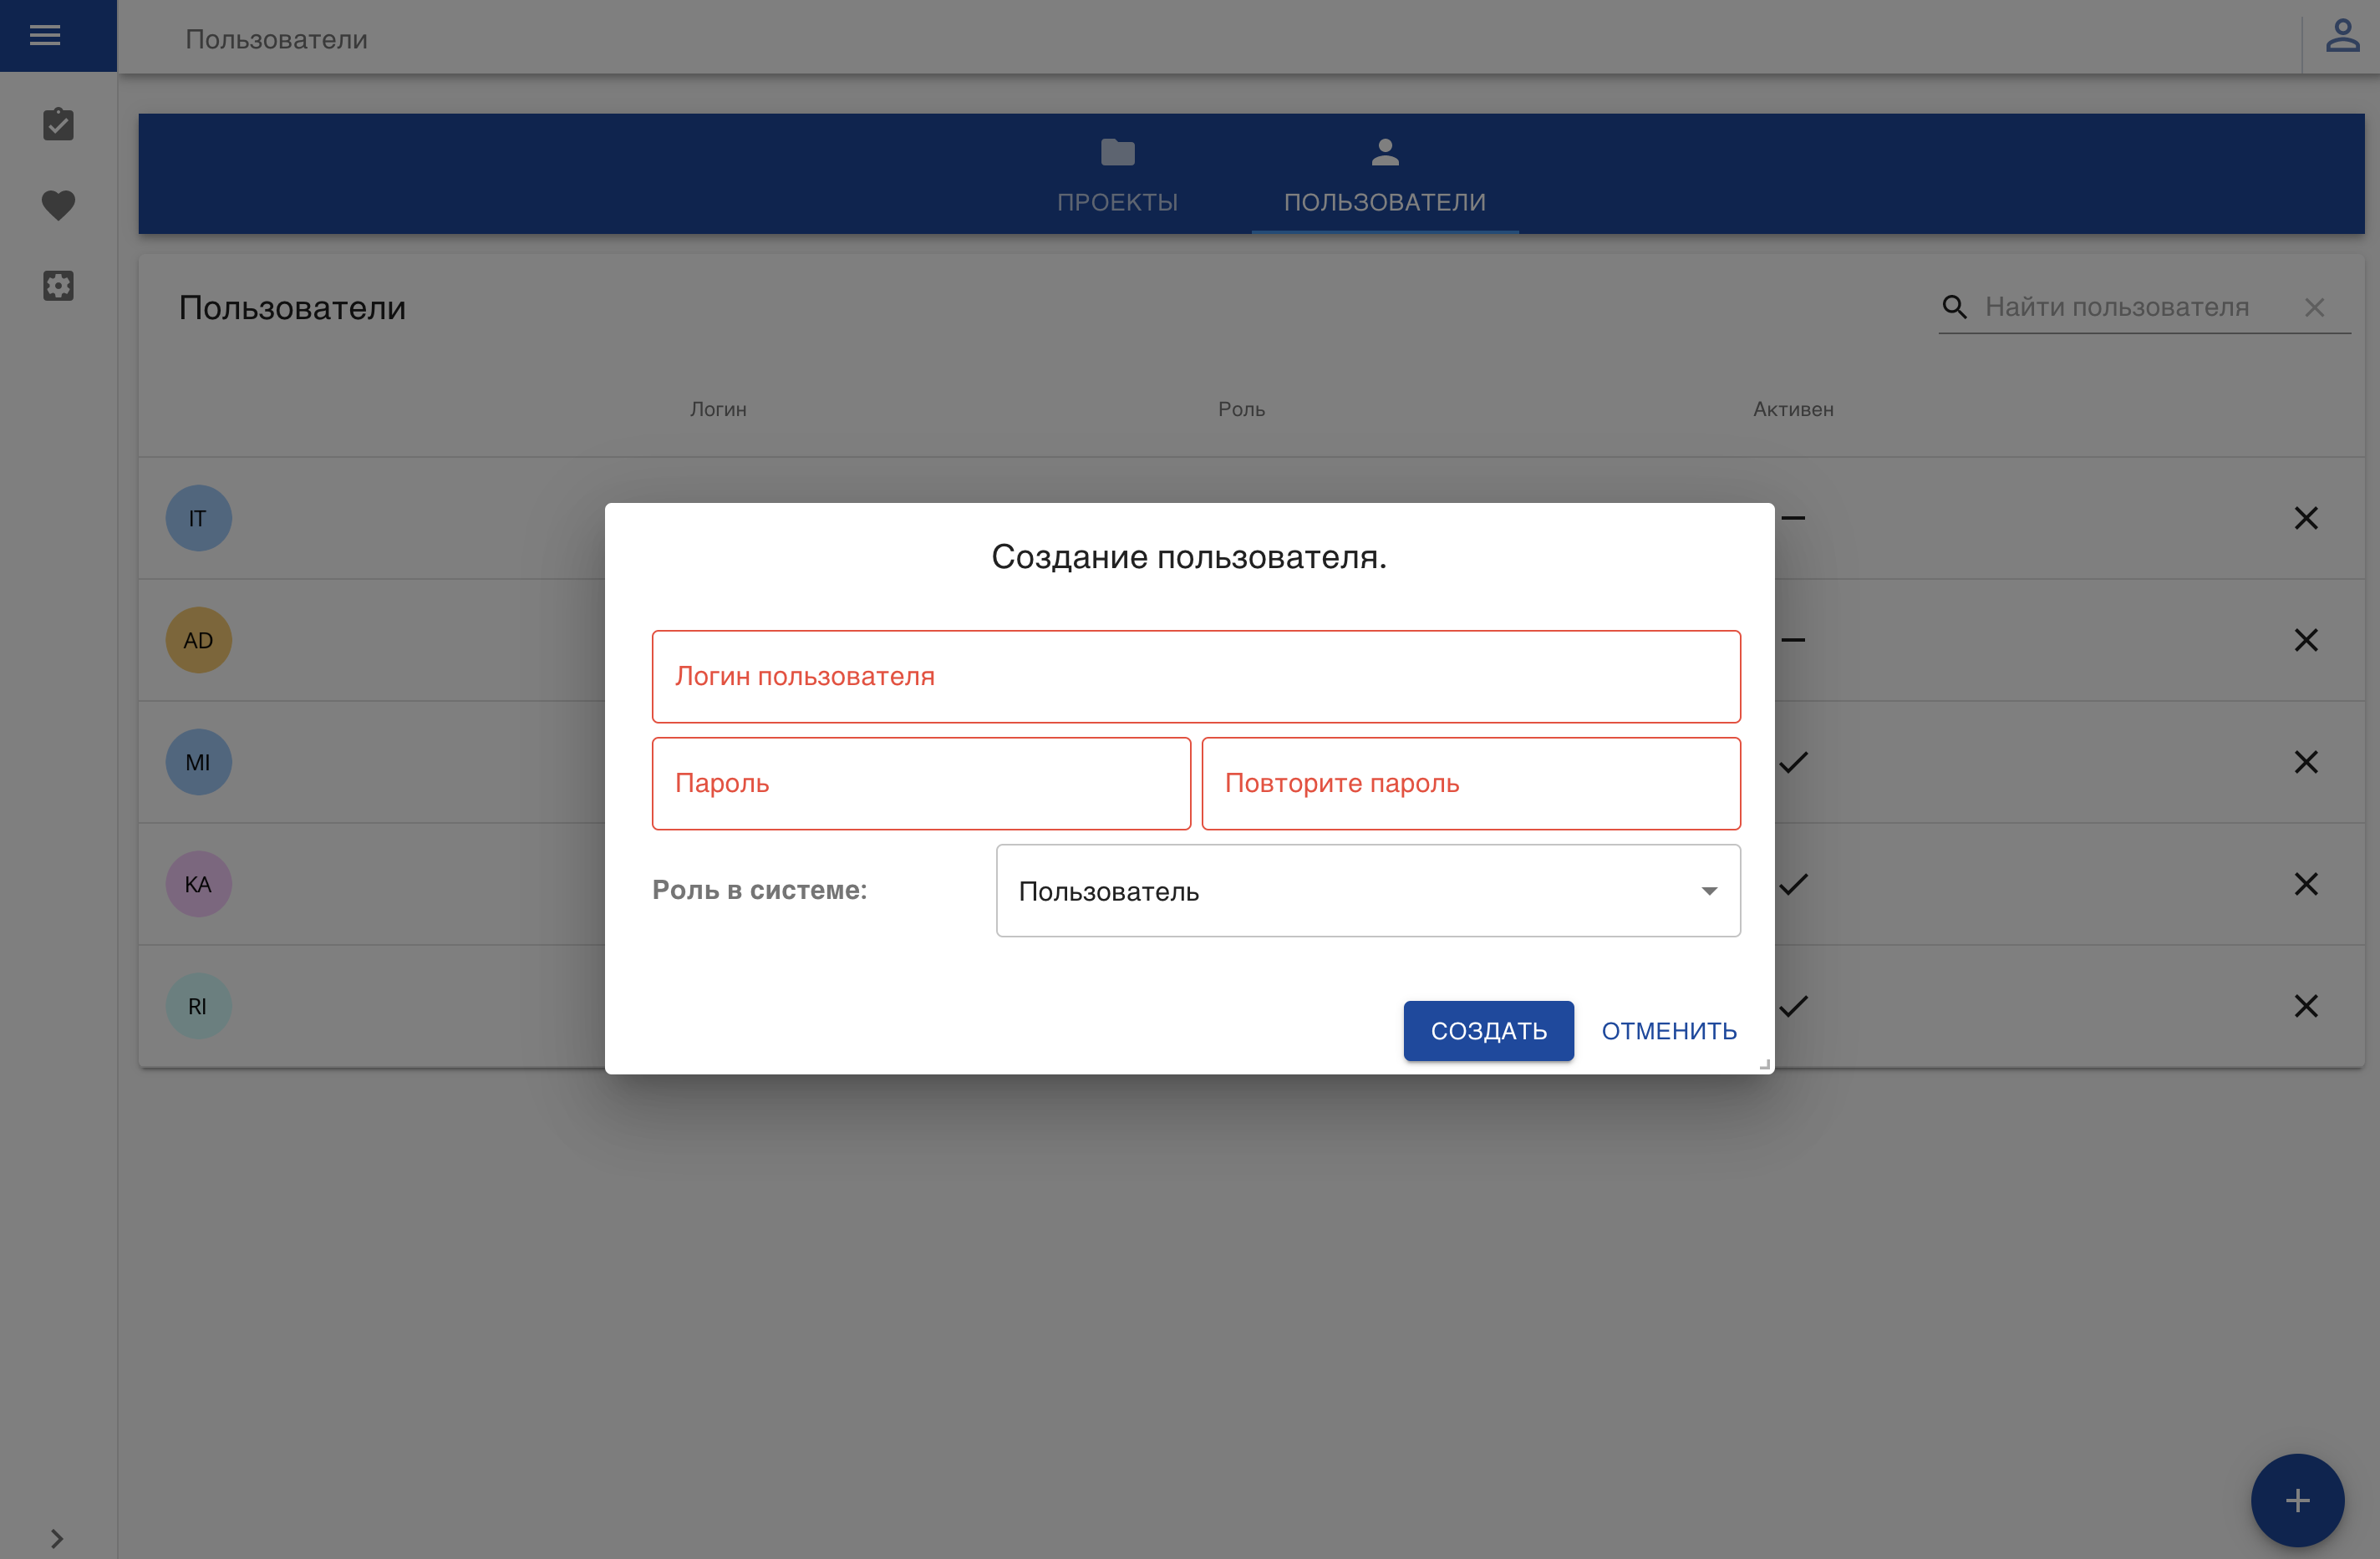 Пользователи
ПРОЕКТЫ
ПОЛЬЗОВАТЕЛИ
Пользователи
Найти пользователя
Логин
Роль
Активен
IT
AD
MI
KA
RI
Создание пользователя.
Логин пользователя
Пароль
Повторите пароль
Роль в системе:
Пользователь
СОЗДАТЬ
ОТМЕНИТЬ